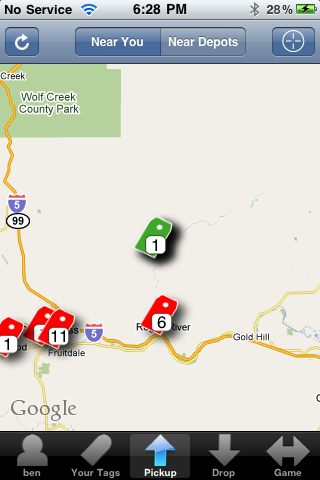 No Service 6:28 PM 28%
Near You Near Depots
Creek
Wolf Creek
County Park
5
99
1
6
11
5
River
Gold Hill
1
Fruitdale
Google
ben Your Tags Pickup Drop Game